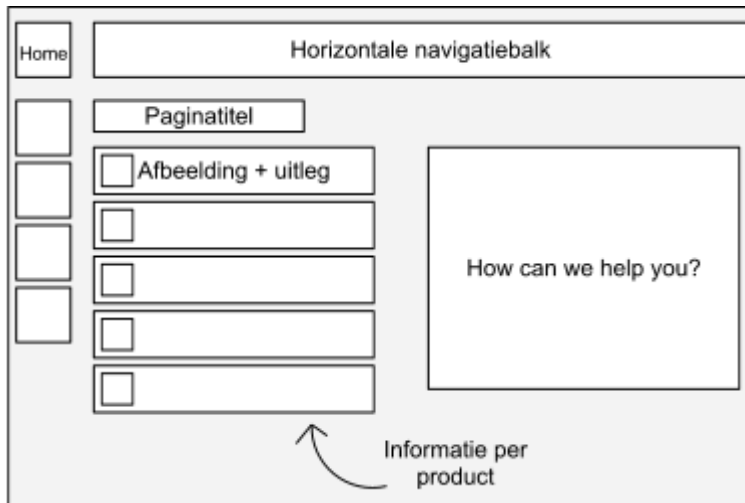 Home
Horizontale navigatiebalk
Paginatitel
Afbeelding + uitleg
How can we help you?
Informatie per
product